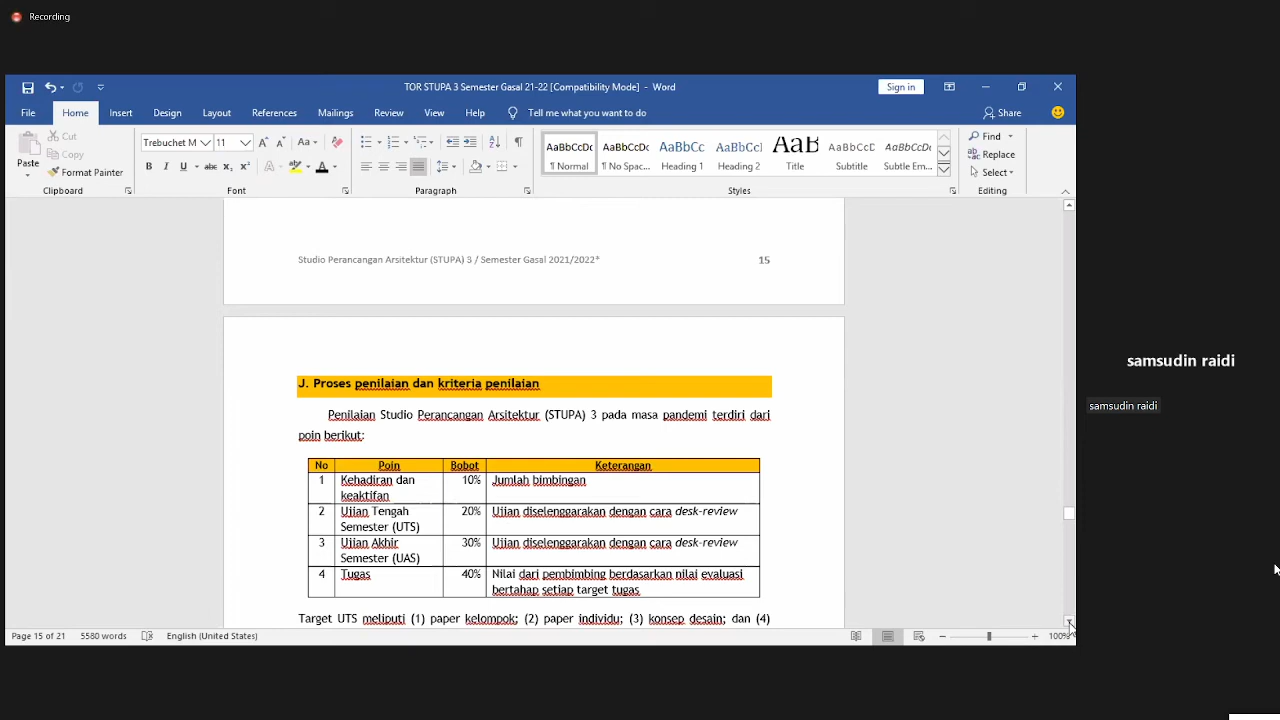 Recording
TOR STUPA 3 Semester Gasal 21-22 [Compatibility Mode] - Word
Sign in
File Home Insert Draw Design Layout References Mailings Review View Help Tell me what you want to do Share
Paste
Cut
Copy
Format Painter
Trebuchet M 11
AaBbCcDc AaBbCcDc AaBbCc AaBbCcl AaB AaBbCcD AaBbCcDc
¶ Normal ¶ No Spac... Heading 1 Heading 2 Title Subtitle Subtle Em...
Find
Replace
Select
Clipboard Font Paragraph Styles Editing
Studio Perancangan Arsitektur (STUPA) 3 / Semester Gasal 2021/2022* 15
J. Proses penilaian dan kriteria penilaian
Penilaian Studio Perancangan Arsitektur (STUPA) 3 pada masa pandemi terdiri dari
poin berikut:
No Poin Bobot Keterangan
1 Kehadiran dan keaktifan 10% Jumlah bimbingan
2 Ujian Tengah Semester (UTS) 20% Ujian diselenggarakan dengan cara desk-review
3 Ujian Akhir Semester (UAS) 30% Ujian diselenggarakan dengan cara desk-review
4 Tugas 40% Nilai dari pembimbing berdasarkan nilai evaluasi bertahap setiap target tugas
Target UTS meliputi (1) paper kelompok; (2) paper individu; (3) konsep desain; dan (4)
Page 15 of 21 5580 words English (United States) 100%
samsudin raidi
samsudin raidi